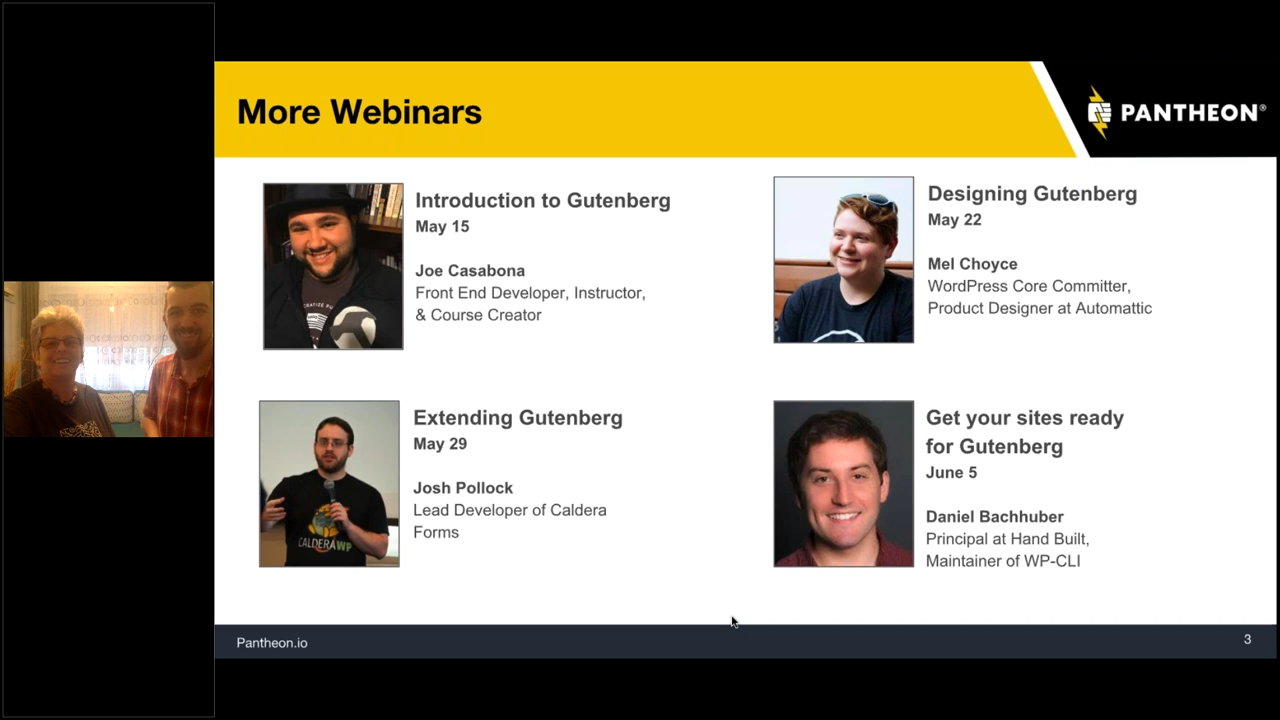 More Webinars
PANTHEON®
Introduction to Gutenberg
May 15
Joe Casabona
Front End Developer, Instructor,
& Course Creator
Designing Gutenberg
May 22
Mel Choyce
WordPress Core Committer,
Product Designer at Automattic
Extending Gutenberg
May 29
Josh Pollock
Lead Developer of Caldera
Forms
CALDERAWP
Get your sites ready
for Gutenberg
June 5
Daniel Bachhuber
Principal at Hand Built,
Maintainer of WP-CLI
Pantheon.io
3